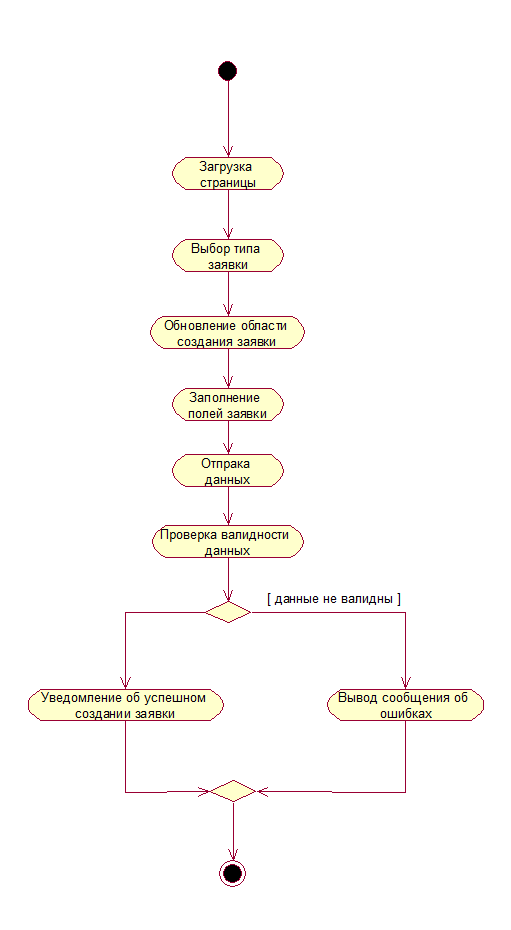 Загрузка
страницы
Выбор типа
заявки
Обновление области
создания заявки
Заполнение
полей заявки
Отпрака
данных
Проверка валидности
данных
[ данные не валидны ]
Уведомление об успешном
создании заявки
Вывод сообщения об
ошибках